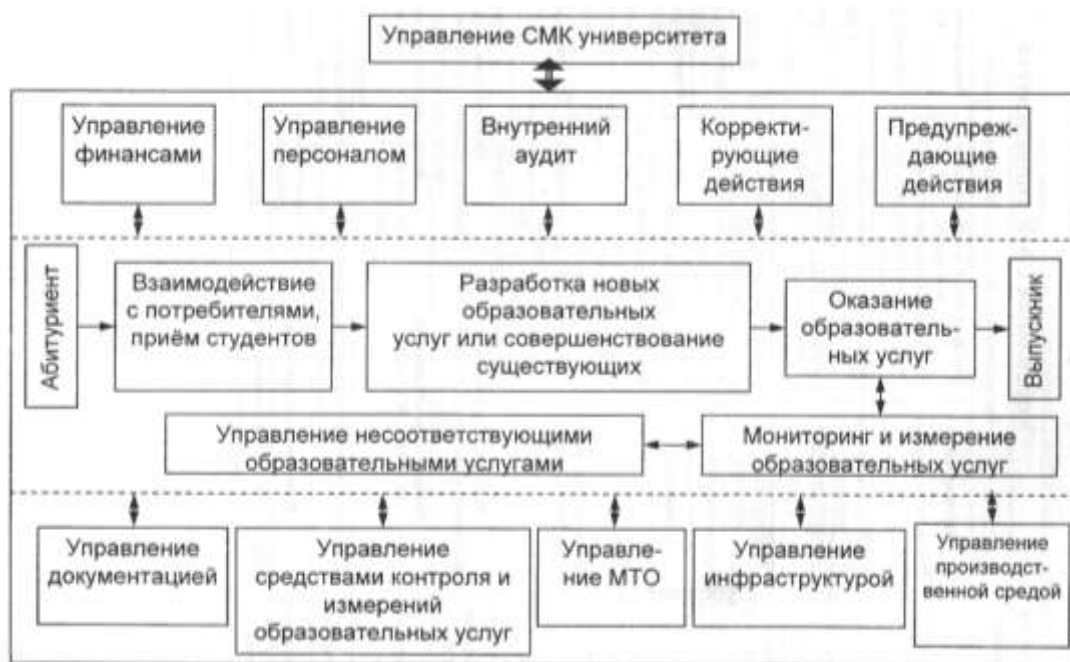 Управление СМК университета
Управление
финансами
Управление
персоналом
Внутренний
аудит
Корректи-
рующие
действия
Предупреж-
дающие
действия
Абитуриент
Взаимодействие
с потребителями,
приём студентов
Разработка новых
образовательных
услуг или совершенствование
существующих
Оказание
образователь-
ных услуг
Выпускник
Управление несоответствующими
образовательными услугами
Мониторинг и измерение
образовательных услуг
Управление
документацией
Управление
средствами контроля и
измерений
образовательных услуг
Управле-
ние МТО
Управление
инфраструктурой
Управление
производст-
венной средой